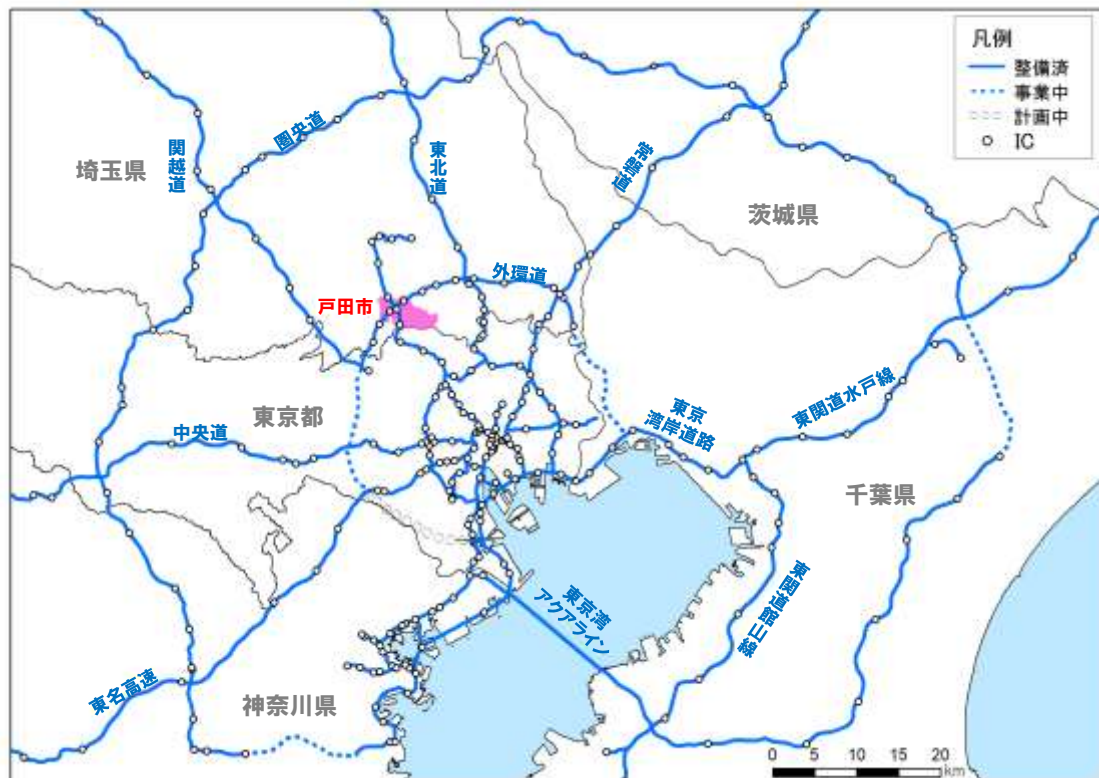 凡例
整備済
事業中
計画中
IC
圏央道
関越道
東北道
常磐道
埼玉県
茨城県
外環道
戸田市
東京都
中央道
東京
湾岸道路
東関道水戸線
千葉県
東京湾
アクアライン
東関道館山線
東名高速
神奈川県
0 5 10 15 20
km